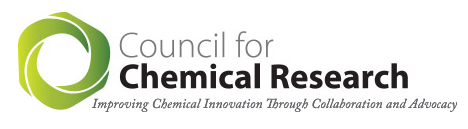 Council for
Chemical Research
Improving Chemical Innovation Through Collaboration and Advocacy